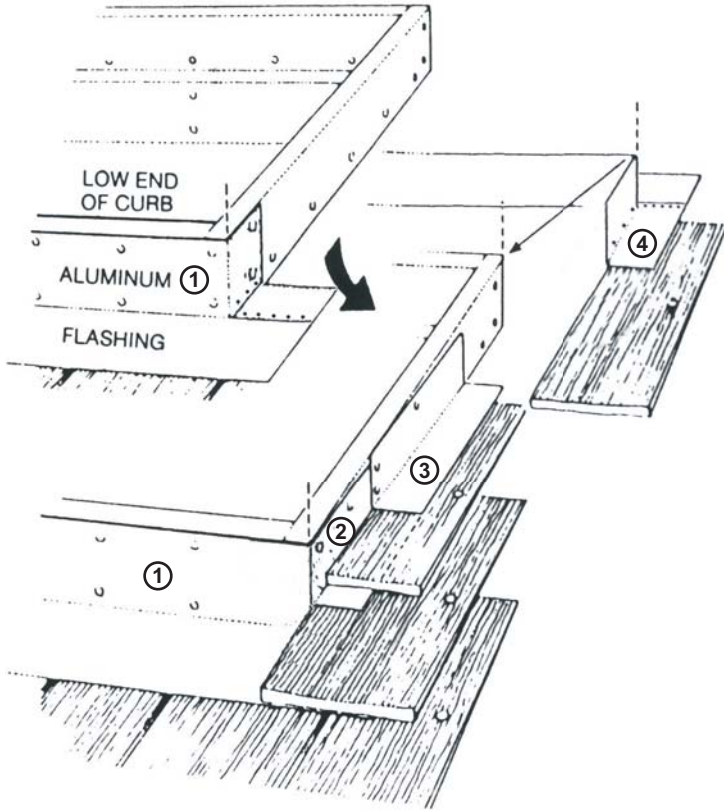 LOW END
OF CURB
ALUMINUM ①
FLASHING
④
③
②
①